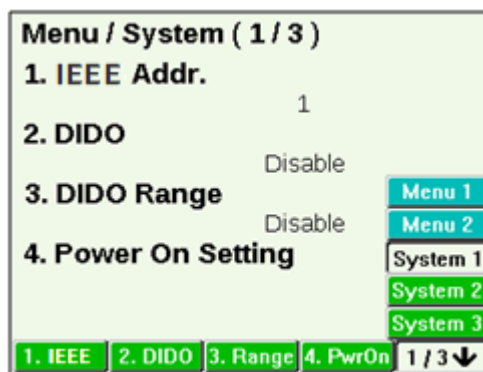 Menu / System ( 1 / 3 )
1. IEEE Addr.
1
2. DIDO
Disable
3. DIDO Range
Disable
4. Power On Setting
Menu 1
Menu 2
System 1
System 2
System 3
1. IEEE 2. DIDO 3. Range 4. PwrOn 1 / 3 🡇